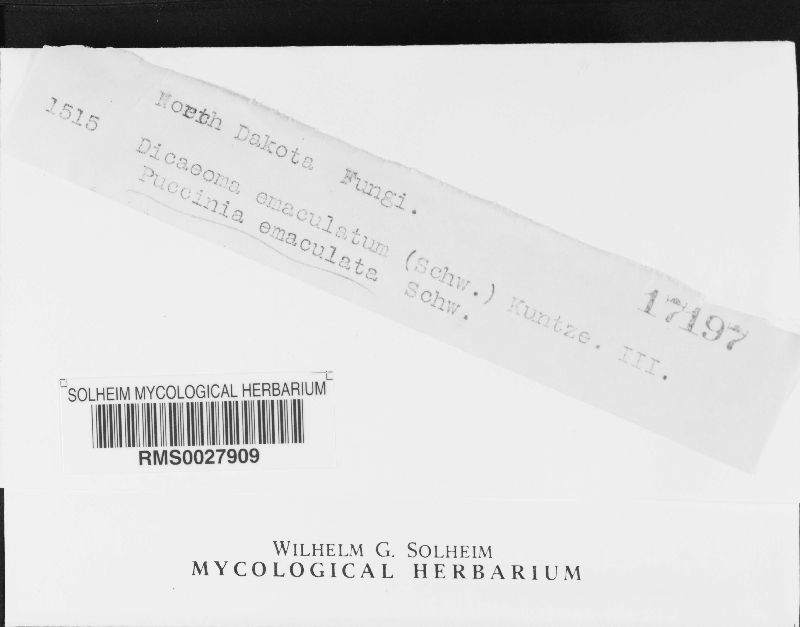 North Dakota Fungi.
1515
Dicaeoma emaculatum (Schw.) Kuntze. III.
Puccinia emaculata Schw.
17197
SOLHEIM MYCOLOGICAL HERBARIUM
RMS0027909
WILHELM G. SOLHEIM
MYCOLOGICAL HERBARIUM